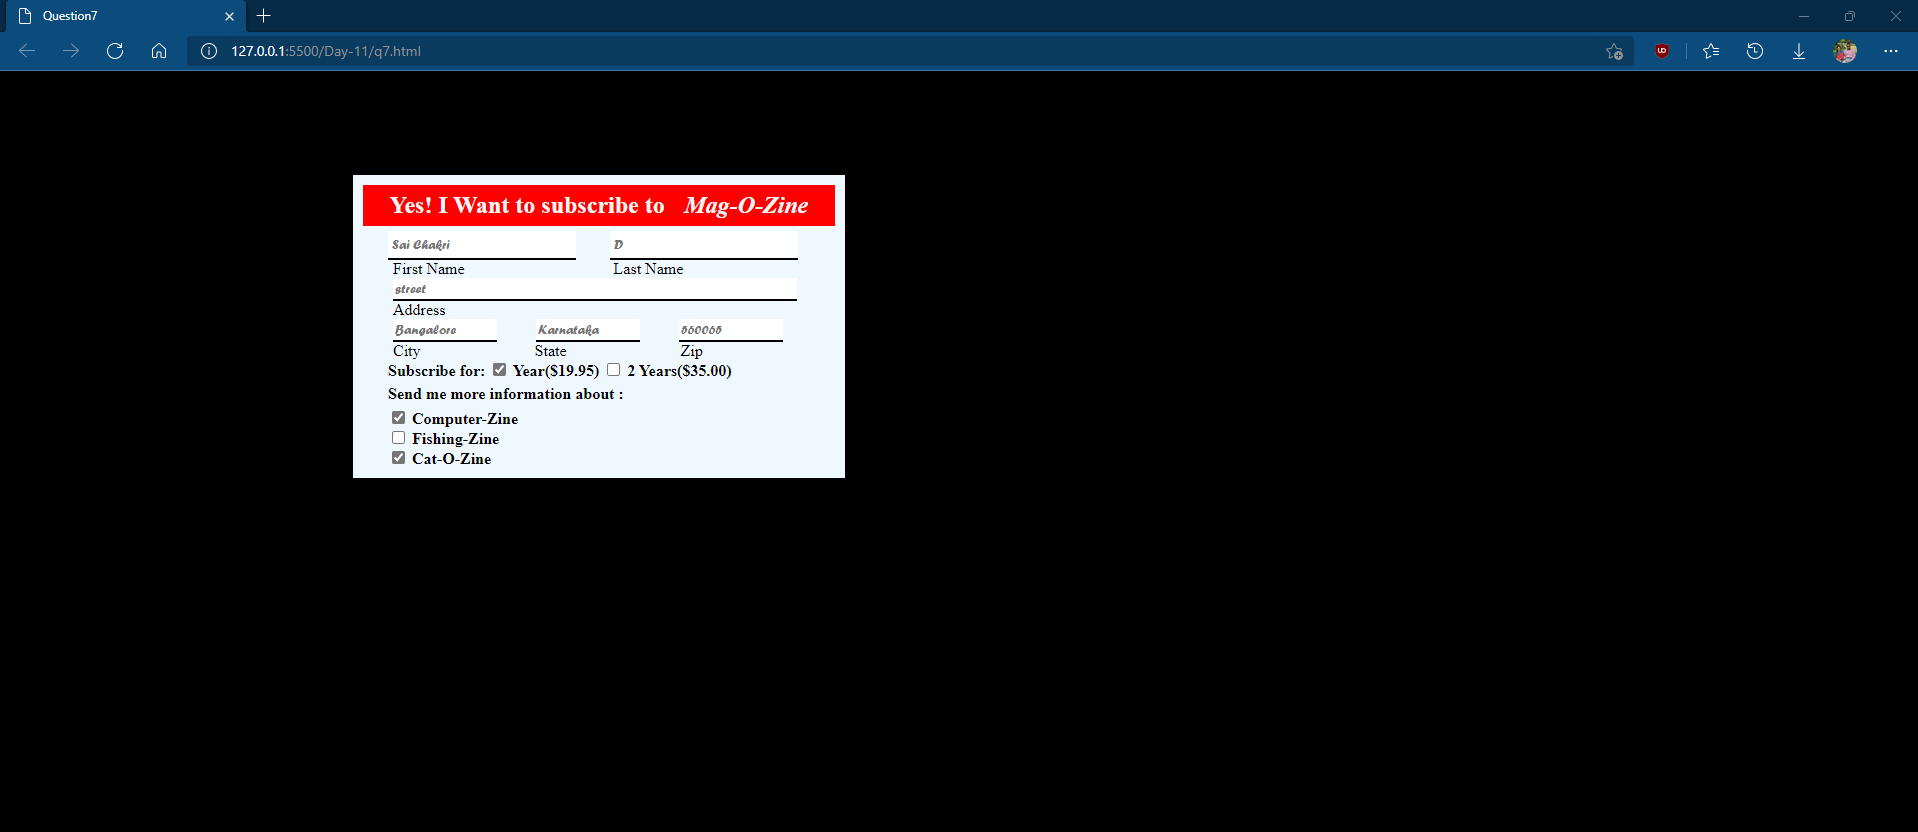 Question7
127.0.0.1:5500/Day-11/q7.html
Yes! I Want to subscribe to Mag-O-Zine
Sai Chakri D
First Name Last Name
street
Address
Bangalore Karnataka 560065
City State Zip
Subscribe for: Year($19.95) 2 Years($35.00)
Send me more information about :
Computer-Zine
Fishing-Zine
Cat-O-Zine